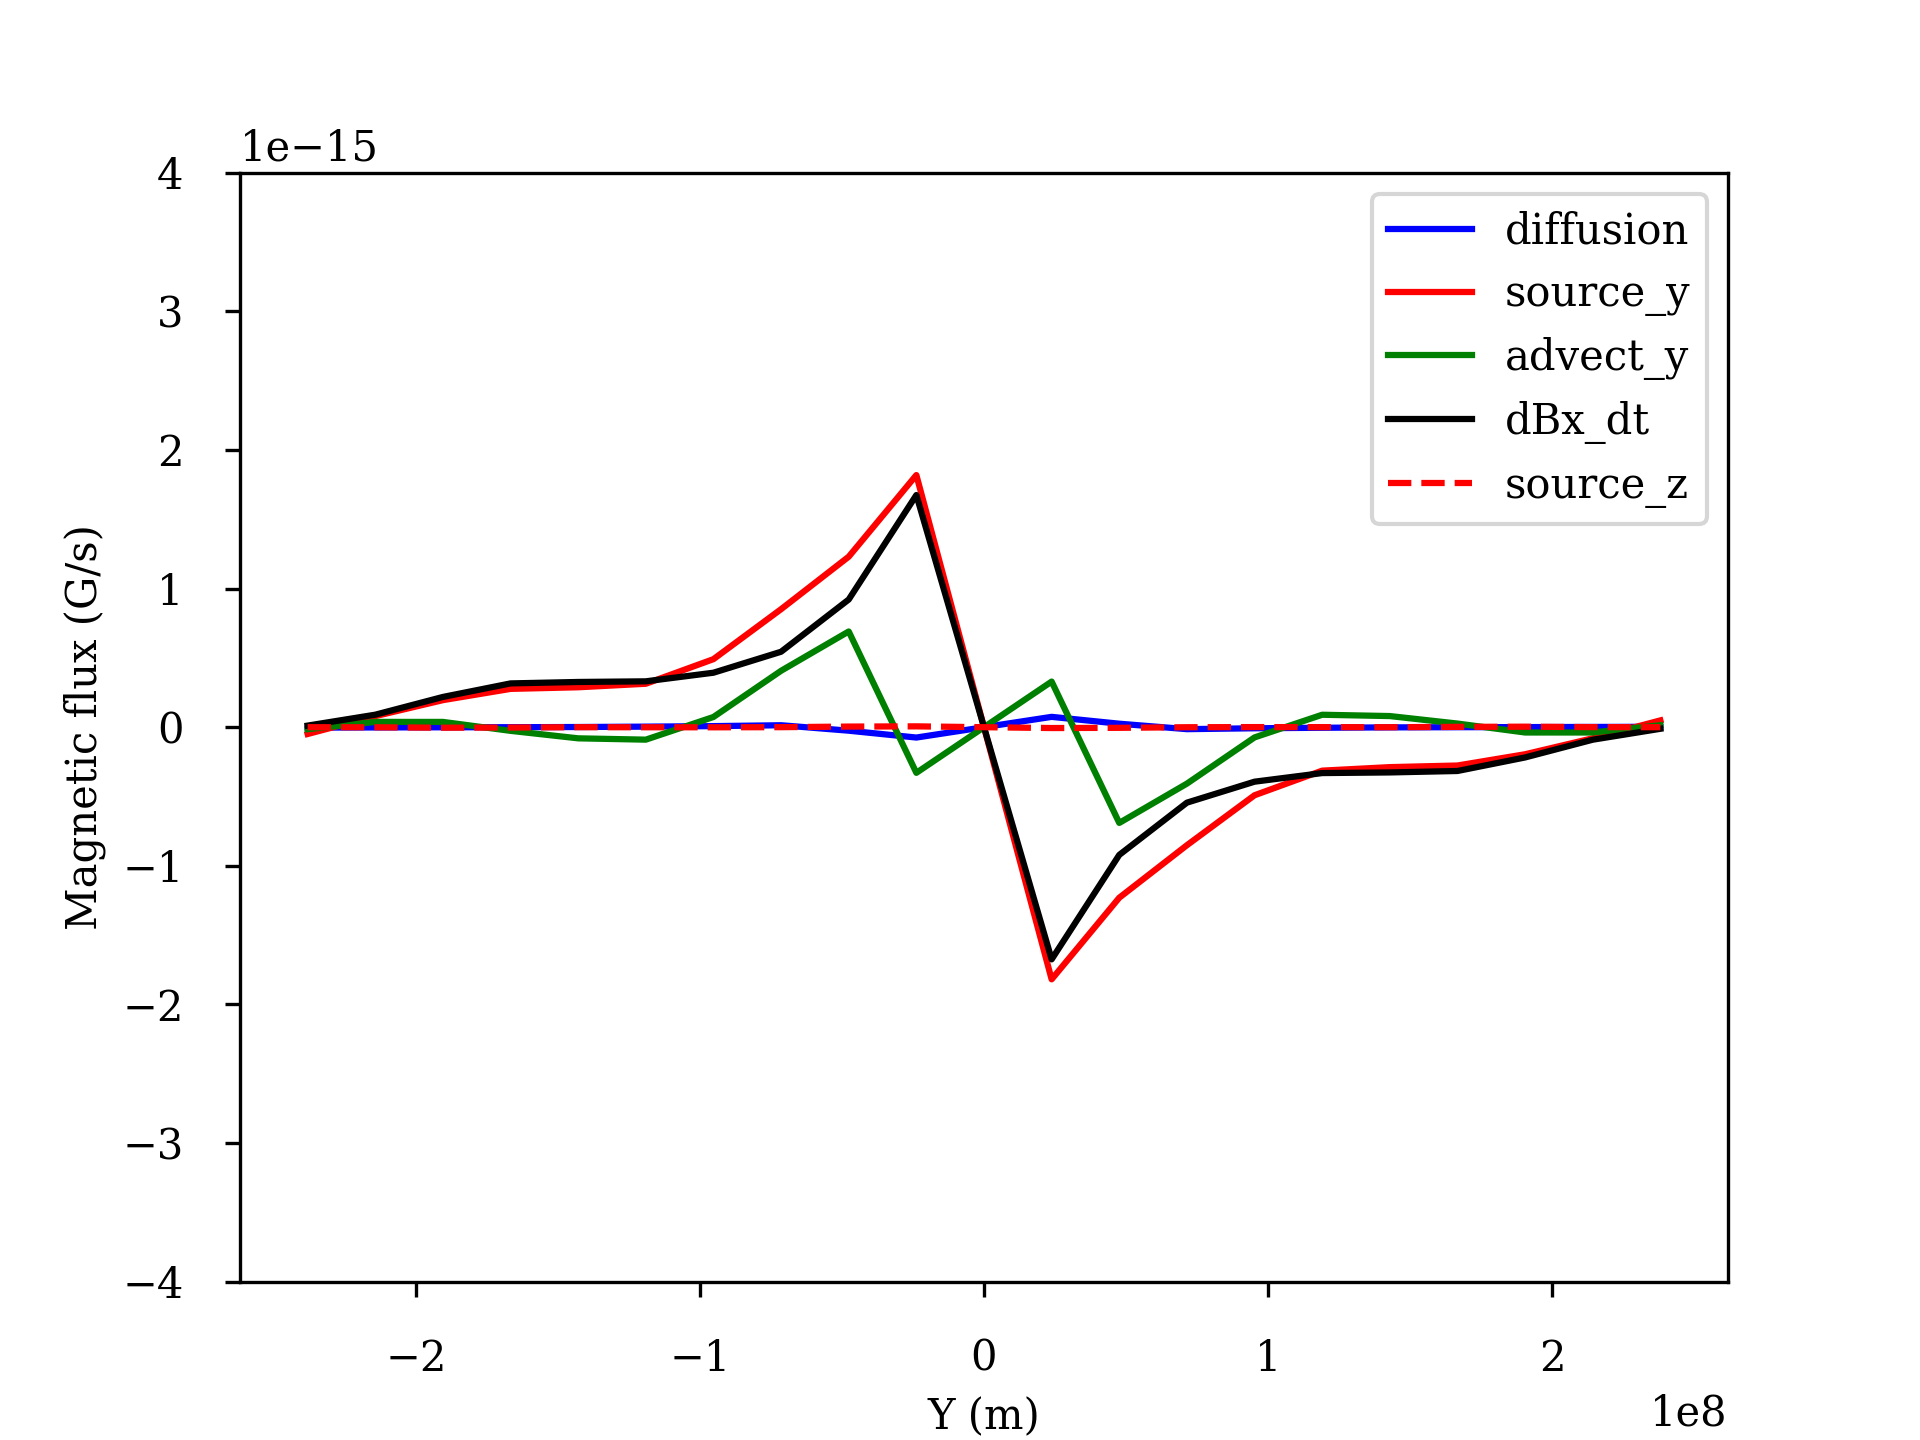 1e−15
4
3
2
1
0
−1
−2
−3
−4
Magnetic flux (G/s)
diffusion
source_y
advect_y
dBx_dt
source_z
−2 −1 0 1 2
Y (m)
1e8